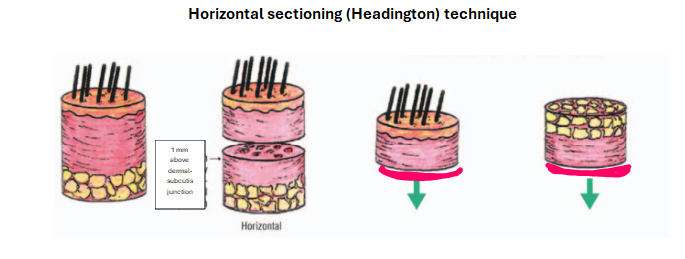 Horizontal sectioning (Headington) technique
1 mm
above
dermal-
subcutis
junction
Horizontal